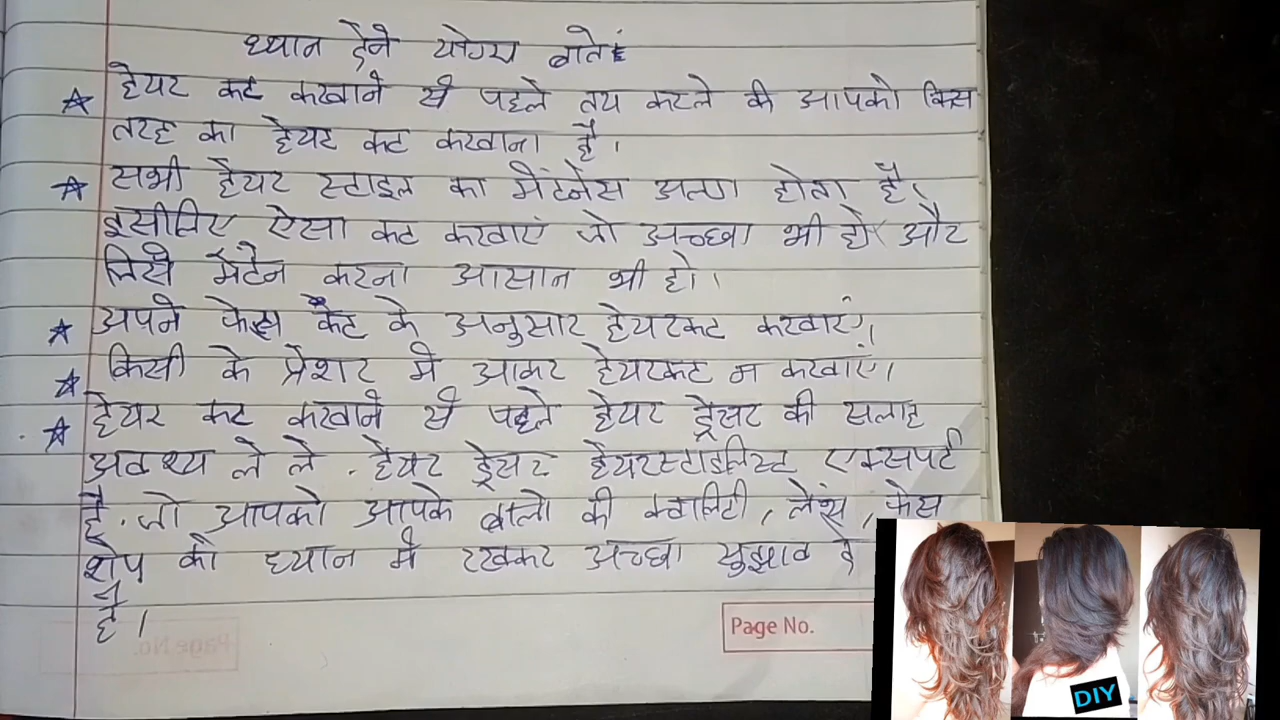 ध्यान देने योग्य बाते
हेयर कट करवाने से पहले तय करले की आपको किस
तरह का हेयर कट करवाना है।
सभी हेयर स्टाइल का मेंटेनेंस अलग होता है।
इसीलिए ऐसा कट करवाएं जो अच्छा भी हो और
जिसे मेंटेन करना आसान भी हो।
अपने फेस कट के अनुसार हेयरकट करवाएं।
किसी के प्रेशर में आकर हेयरकट न करवाएं।
हेयर कट करवाने से पहले हेयर ड्रेसर की सलाह
अवश्य ले ले . हेयर ड्रेसर हेयरस्टाइलिस्ट एक्सपर्ट
है . जो आपको आपके बालो की क्वालिटी, लेंथ, फेस
शेप को ध्यान में रखकर अच्छा सुझाव दे
है।
Page No.
DIY